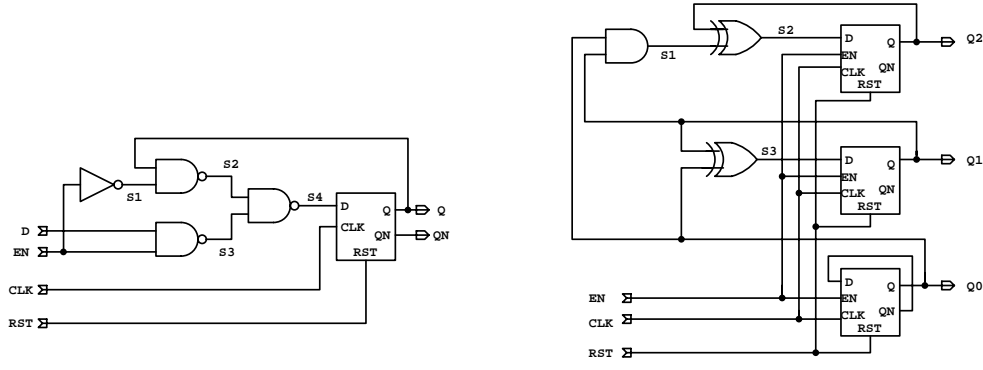 S2
S1
S4
D
Q
Q
D
CLK
QN
QN
EN
S3
RST
CLK
RST
S2
D
Q
Q2
S1
EN
QN
CLK
RST
S3
D
Q
Q1
EN
QN
CLK
RST
D
Q
Q0
EN
EN
QN
CLK
CLK
RST
RST